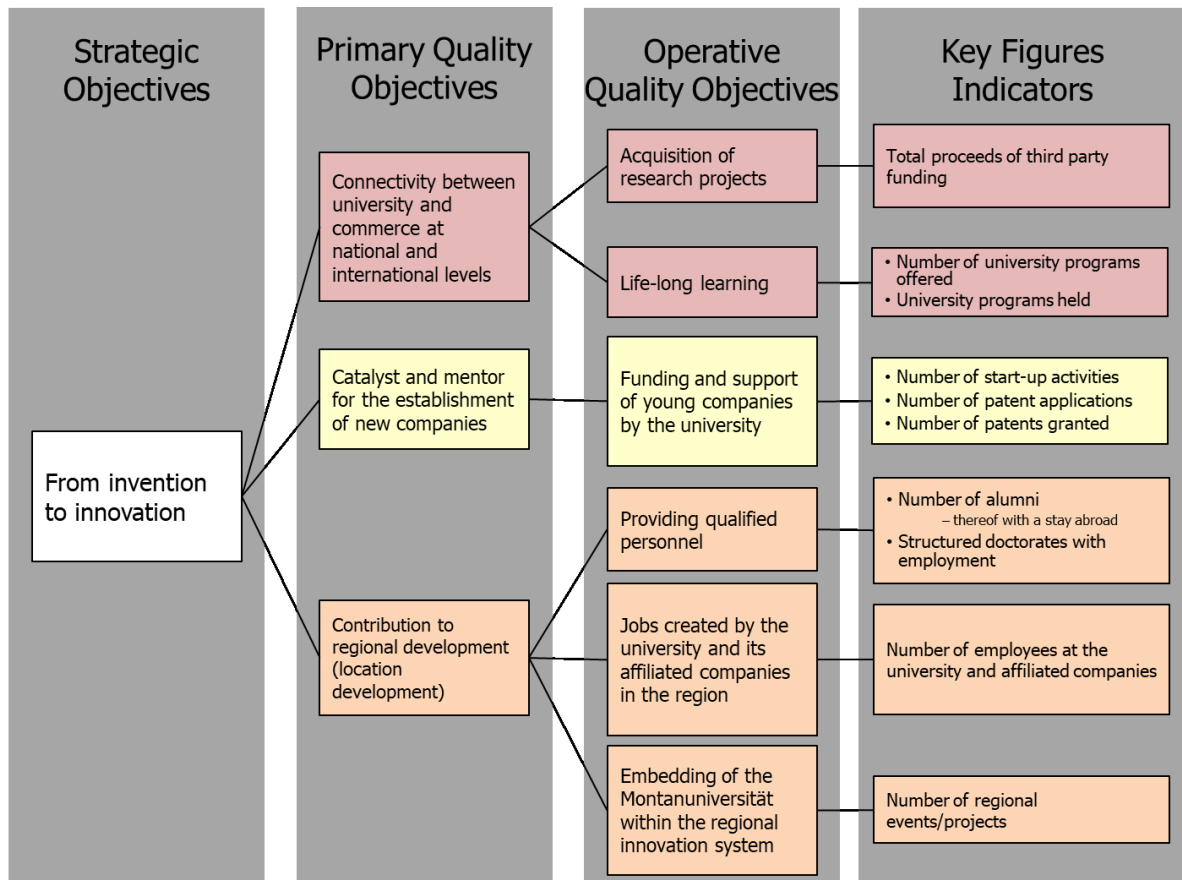 Strategic
Objectives
Primary Quality
Objectives
Operative
Quality Objectives
Key Figures
Indicators
From invention
to innovation
Connectivity between
university and
commerce at
national and
international levels
Acquisition of
research projects
Total proceeds of third party
funding
Life-long learning
• Number of university programs
offered
• University programs held
Catalyst and mentor
for the establishment
of new companies
Funding and support
of young companies
by the university
• Number of start-up activities
• Number of patent applications
• Number of patents granted
Contribution to
regional development
(location
development)
Providing qualified
personnel
• Number of alumni
– thereof with a stay abroad
• Structured doctorates with
employment
Jobs created by the
university and its
affiliated companies
in the region
Number of employees at the
university and affiliated companies
Embedding of the
Montanuniversität
within the regional
innovation system
Number of regional
events/projects